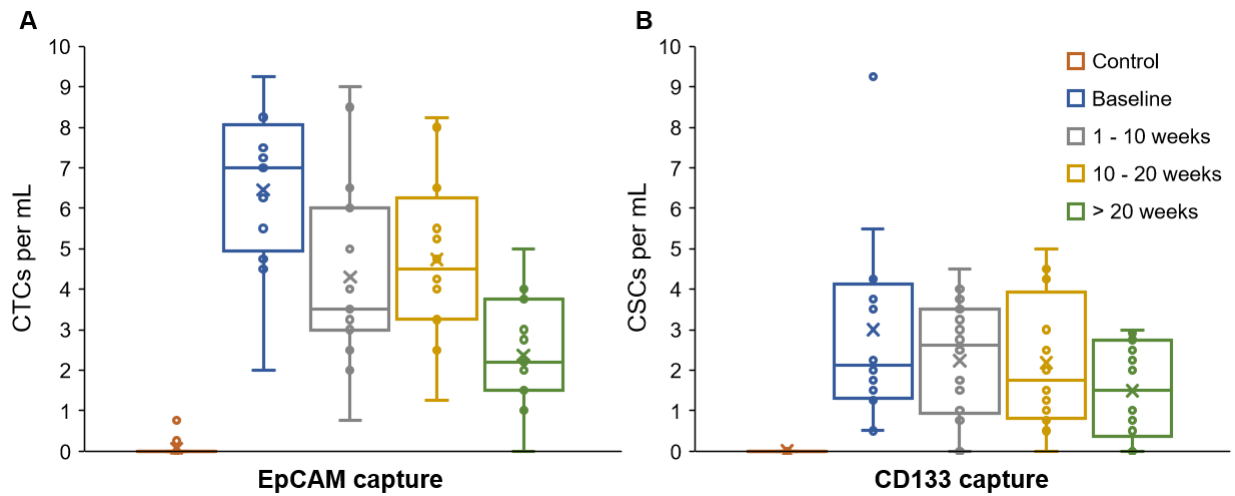 A
CTCs per mL
10
9
8
7
6
5
4
3
2
1
0
EpCAM capture
B
CSCs per mL
10
9
8
7
6
5
4
3
2
1
0
CD133 capture
Control
Baseline
1 - 10 weeks
10 - 20 weeks
> 20 weeks